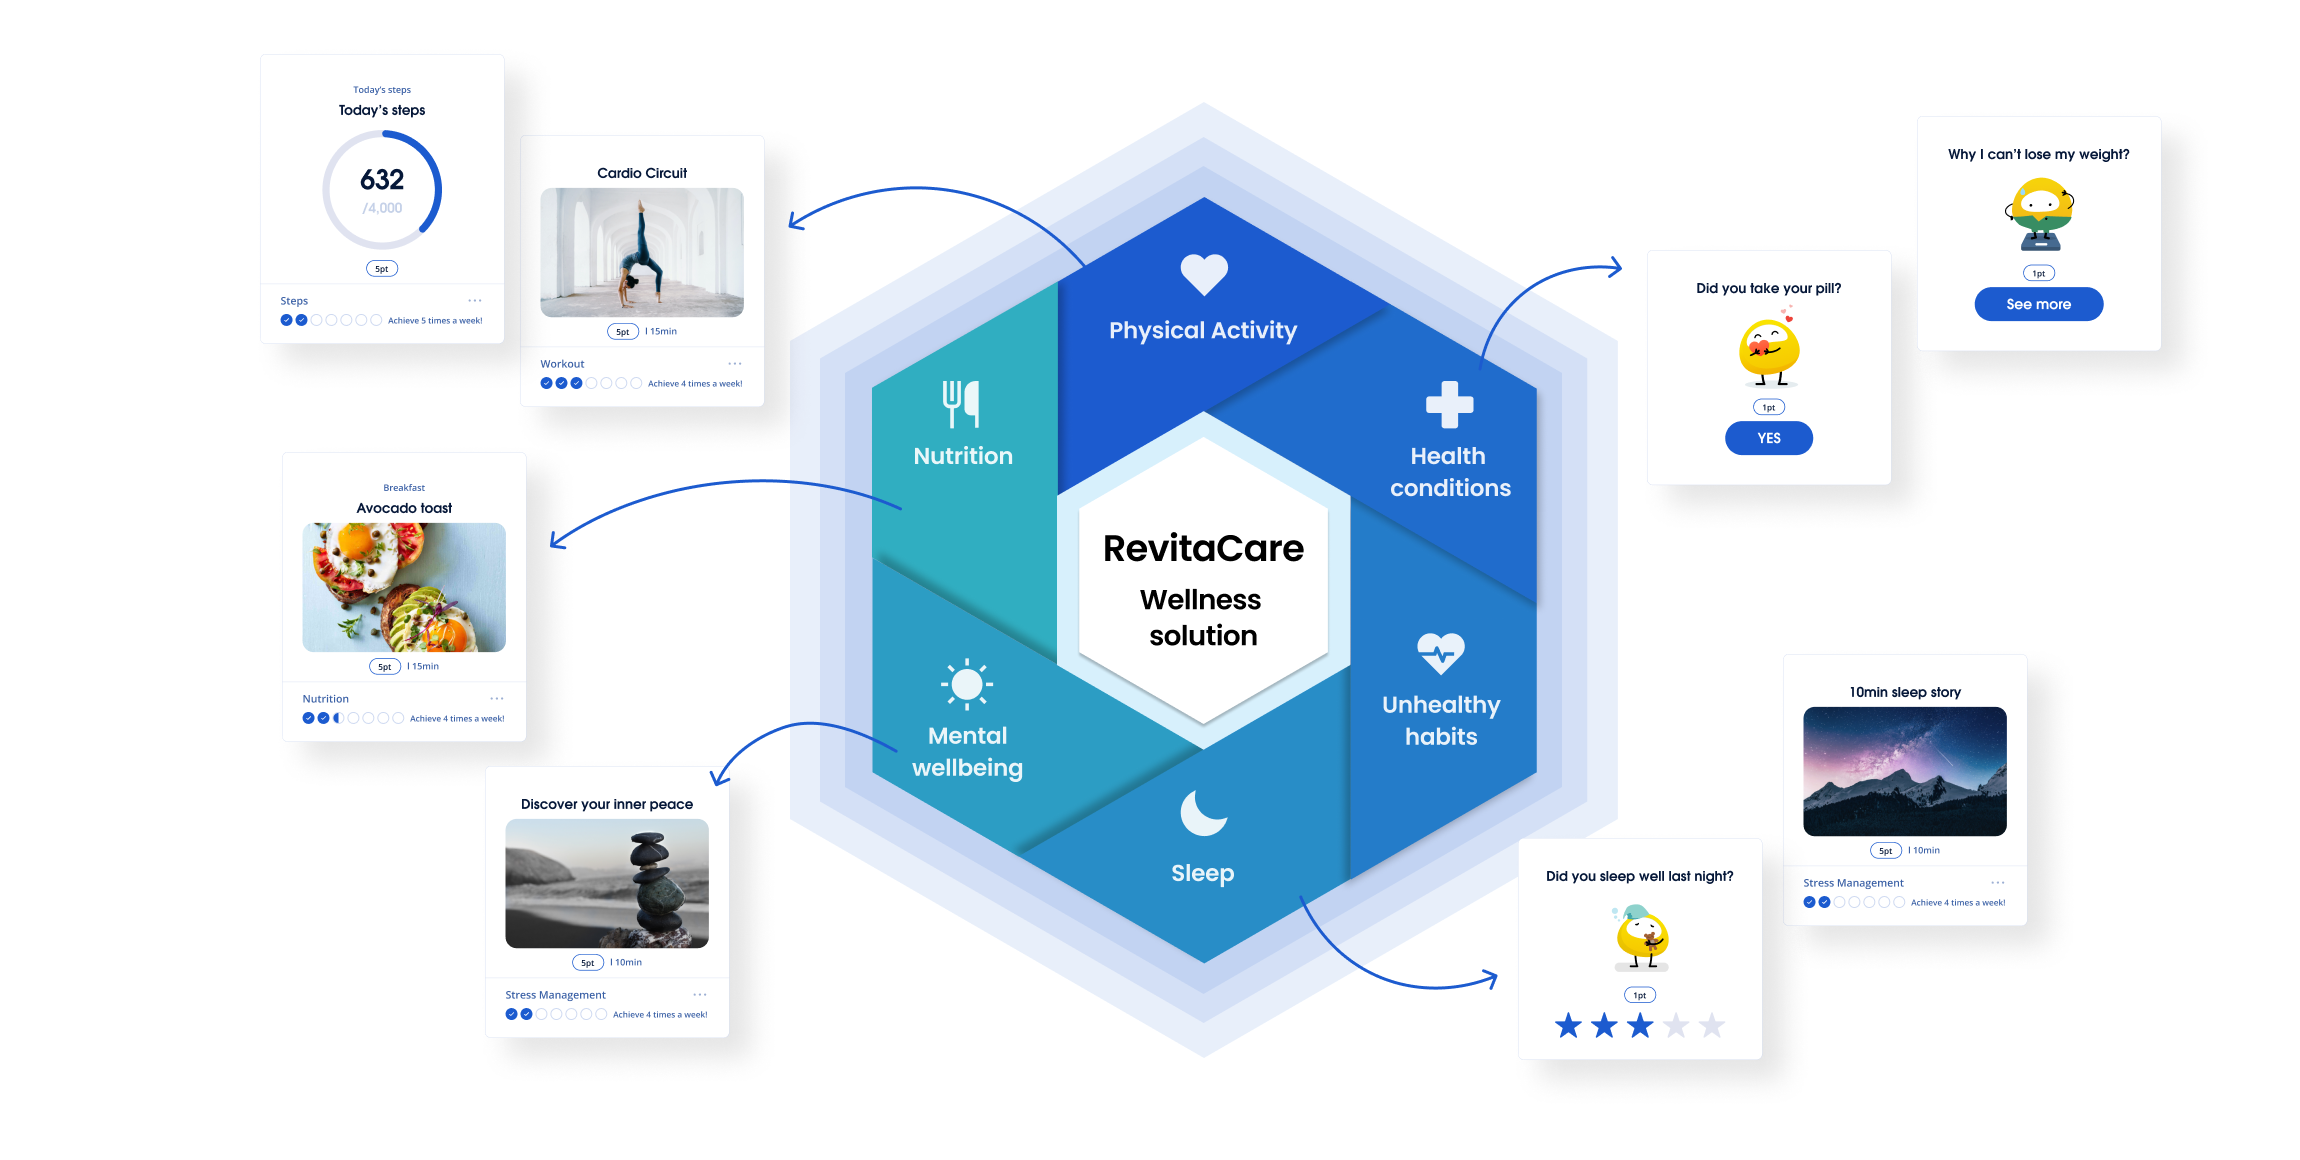 Today's steps
Today's steps
632
/4,000
5pt
Steps
Achieve 5 times a week!
Cardio Circuit
5pt | 15min
Workout
Achieve 4 times a week!
Breakfast
Avocado toast
5pt | 15min
Nutrition
Achieve 4 times a week!
Discover your inner peace
5pt | 10min
Stress Management
Achieve 4 times a week!
Physical Activity
Nutrition
Health
conditions
RevitaCare
Wellness
solution
Mental
wellbeing
Unhealthy
habits
Sleep
Why I can't lose my weight?
1pt
See more
Did you take your pill?
1pt
YES
10min sleep story
5pt | 10min
Stress Management
Achieve 4 times a week!
Did you sleep well last night?
1pt